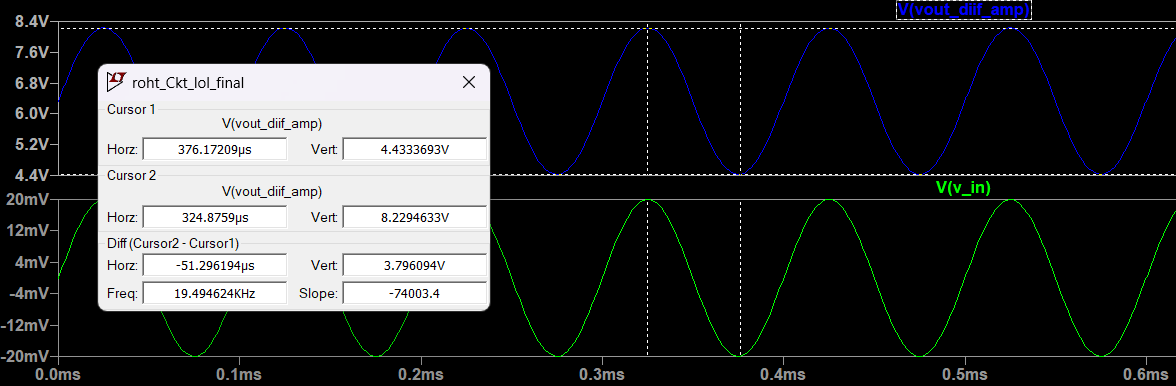 V(vout_diif_amp)
8.4V
7.6V
6.8V
6.0V
5.2V
4.4V
roht_Ckt_lol_final
Cursor 1
V(vout_diif_amp)
Horz: 376.17209µs Vert: 4.4333693V
Cursor 2
V(vout_diif_amp)
Horz: 324.8759µs Vert: 8.2294633V
Diff (Cursor2 - Cursor1)
Horz: -51.296194µs Vert: 3.796094V
Freq: 19.494624KHz Slope: -74003.4
V(v_in)
20mV
12mV
4mV
-4mV
-12mV
-20mV
0.0ms 0.1ms 0.2ms 0.3ms 0.4ms 0.5ms 0.6ms